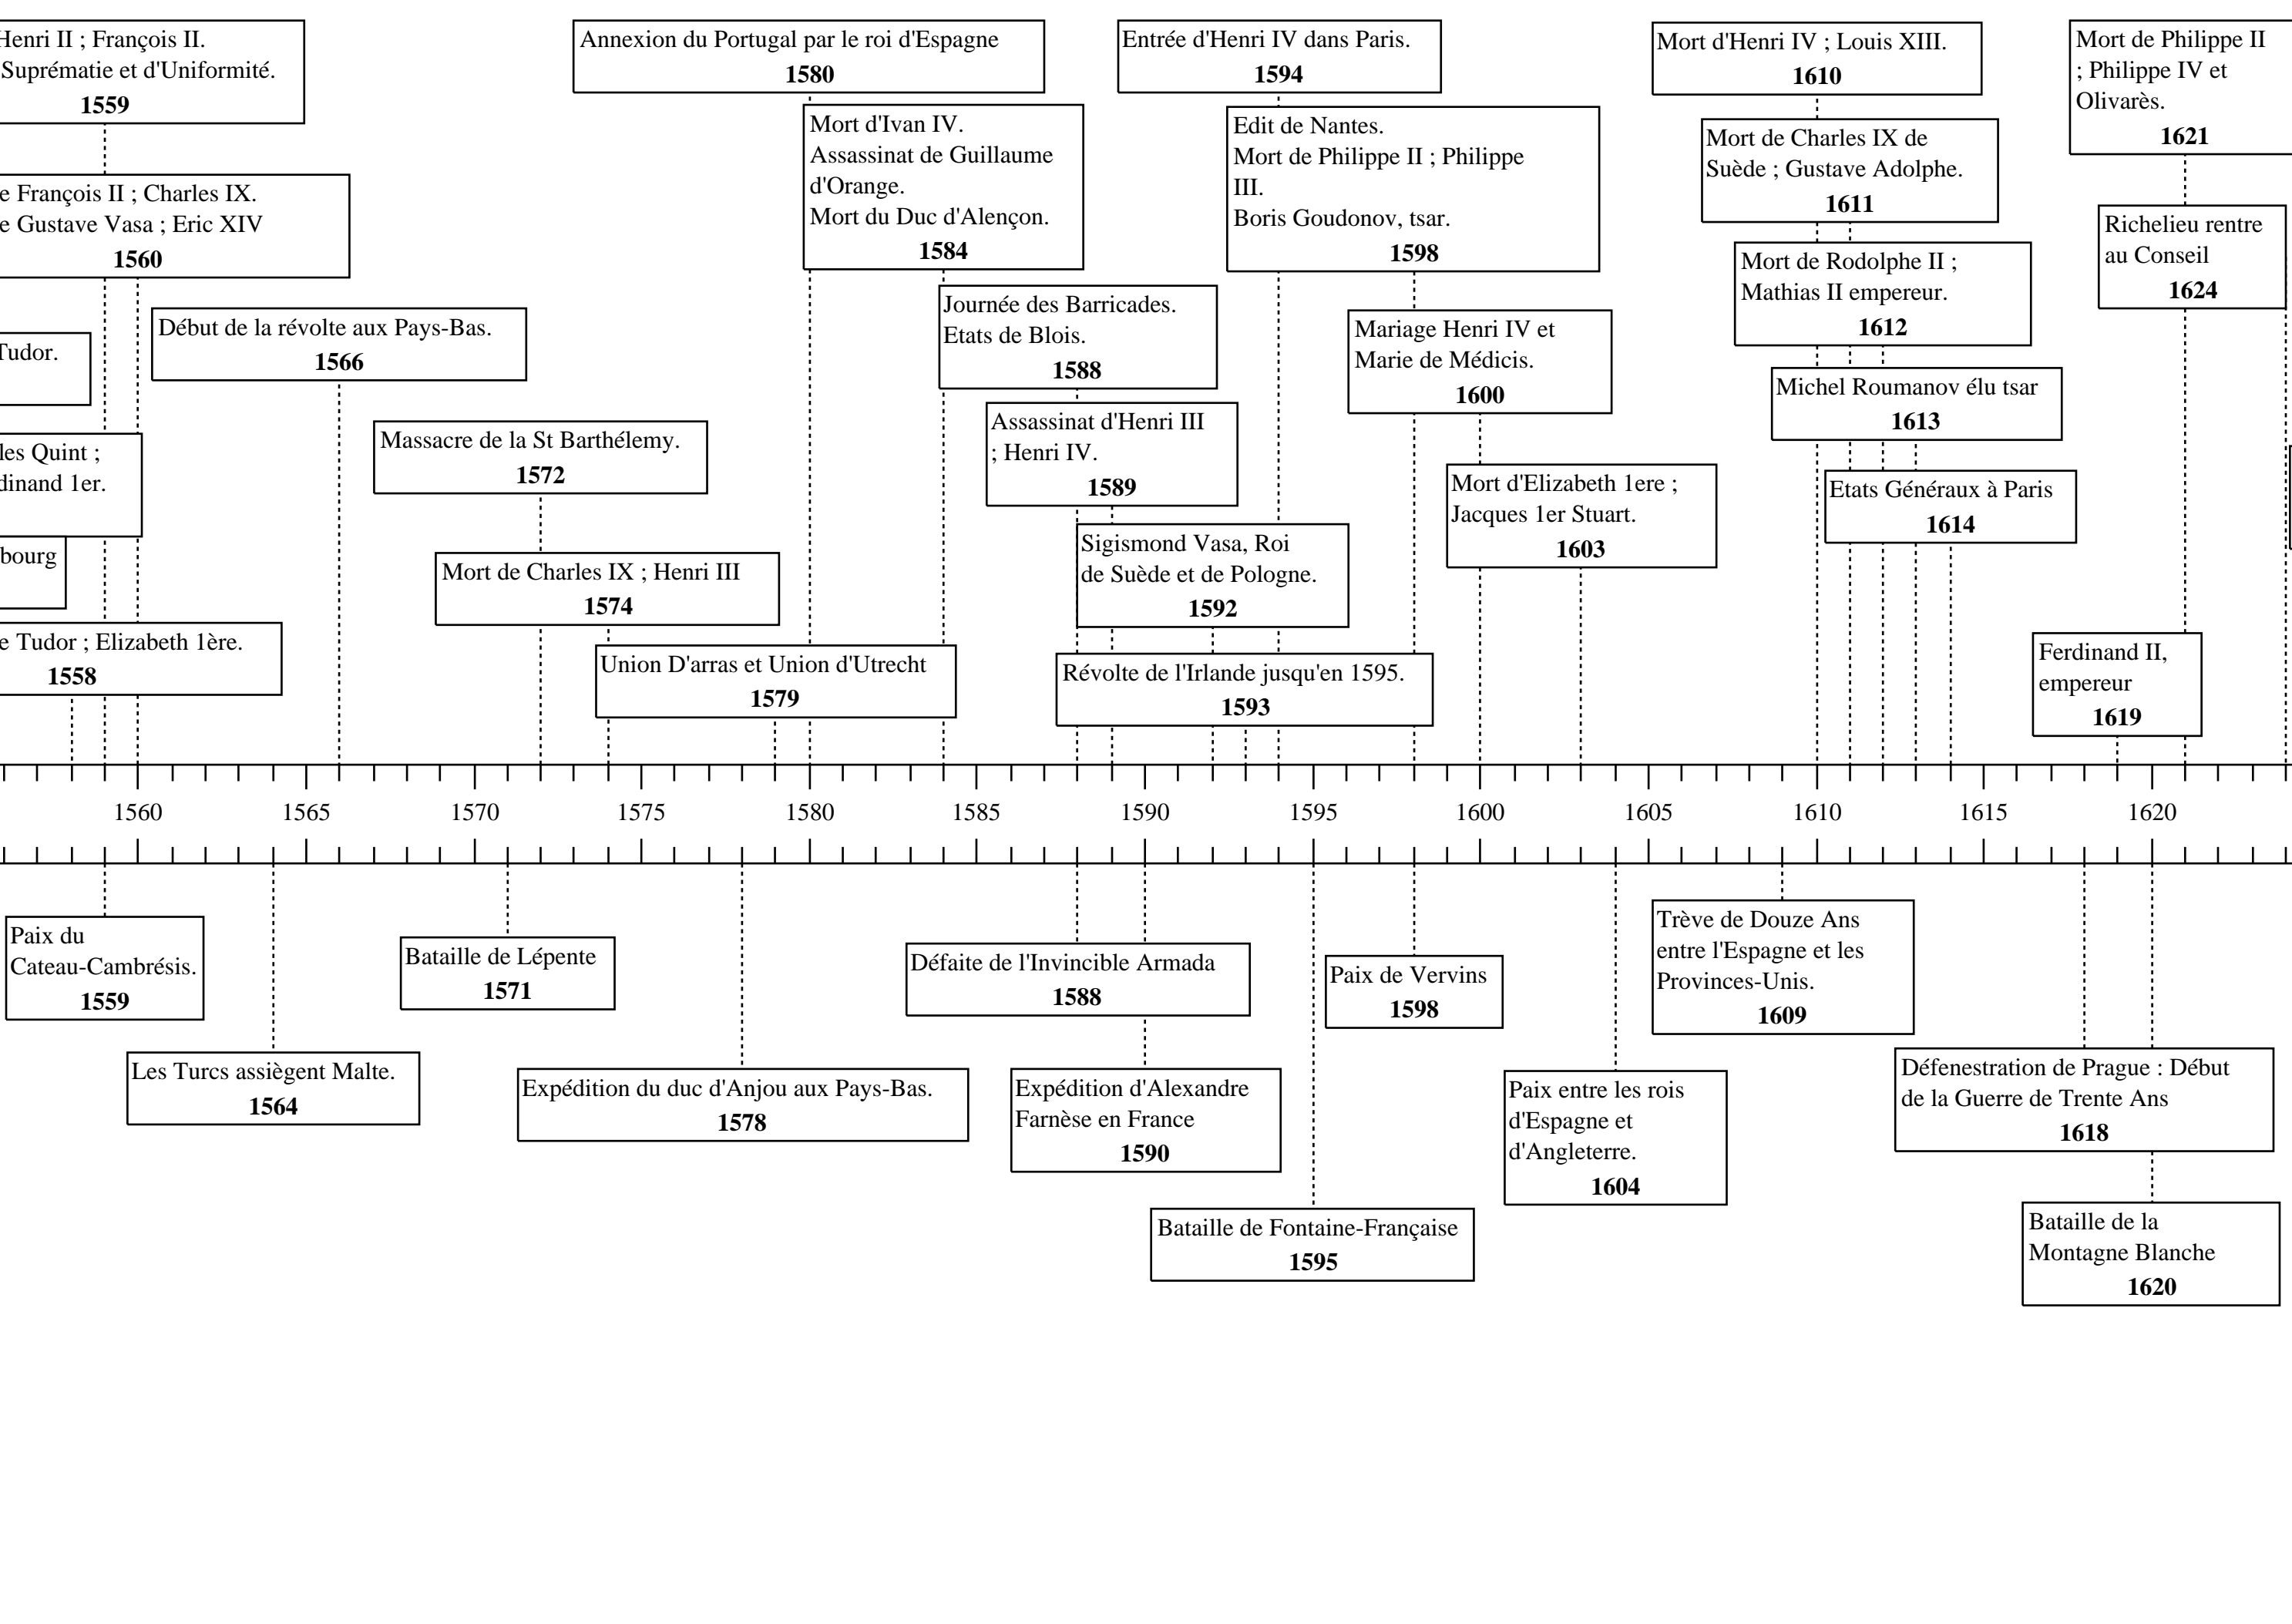 Henri II ; François II.
Suprématie et d'Uniformité.
1559
e François II ; Charles IX.
e Gustave Vasa ; Eric XIV
1560
Tudor.
les Quint ;
dinand 1er.
bourg
e Tudor ; Elizabeth 1ère.
1558
Début de la révolte aux Pays-Bas.
1566
Massacre de la St Barthélemy.
1572
Mort de Charles IX ; Henri III
1574
Union D'arras et Union d'Utrecht
1579
Annexion du Portugal par le roi d'Espagne
1580
Mort d'Ivan IV.
Assassinat de Guillaume
d'Orange.
Mort du Duc d'Alençon.
1584
Journée des Barricades.
Etats de Blois.
1588
Assassinat d'Henri III
; Henri IV.
1589
Sigismond Vasa, Roi
de Suède et de Pologne.
1592
Révolte de l'Irlande jusqu'en 1595.
1593
Entrée d'Henri IV dans Paris.
1594
Edit de Nantes.
Mort de Philippe II ; Philippe
III.
Boris Goudonov, tsar.
1598
Mariage Henri IV et
Marie de Médicis.
1600
Mort d'Elizabeth 1ere ;
Jacques 1er Stuart.
1603
Mort d'Henri IV ; Louis XIII.
1610
Mort de Charles IX de
Suède ; Gustave Adolphe.
1611
Mort de Rodolphe II ;
Mathias II empereur.
1612
Michel Roumanov élu tsar
1613
Etats Généraux à Paris
1614
Ferdinand II,
empereur
1619
Mort de Philippe II
; Philippe IV et
Olivarès.
1621
Richelieu rentre
au Conseil
1624
1560 1565 1570 1575 1580 1585 1590 1595 1600 1605 1610 1615 1620
Paix du
Cateau-Cambrésis.
1559
Les Turcs assiègent Malte.
1564
Bataille de Lépente
1571
Expédition du duc d'Anjou aux Pays-Bas.
1578
Défaite de l'Invincible Armada
1588
Expédition d'Alexandre
Farnèse en France
1590
Bataille de Fontaine-Française
1595
Paix de Vervins
1598
Paix entre les rois
d'Espagne et
d'Angleterre.
1604
Trève de Douze Ans
entre l'Espagne et les
Provinces-Unis.
1609
Défenestration de Prague : Début
de la Guerre de Trente Ans
1618
Bataille de la
Montagne Blanche
1620